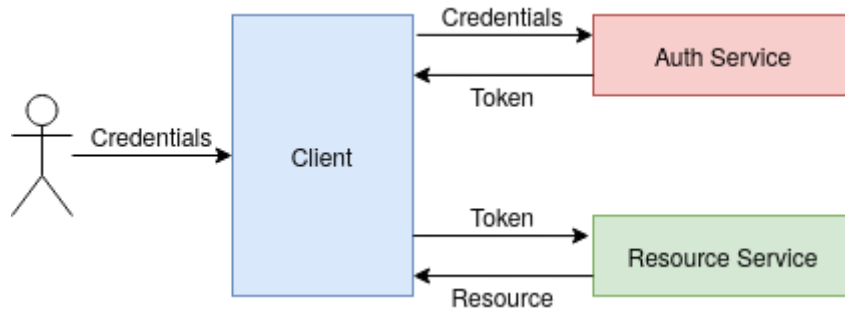 Credentials
Auth Service
Token
Credentials
Client
Token
Resource Service
Resource